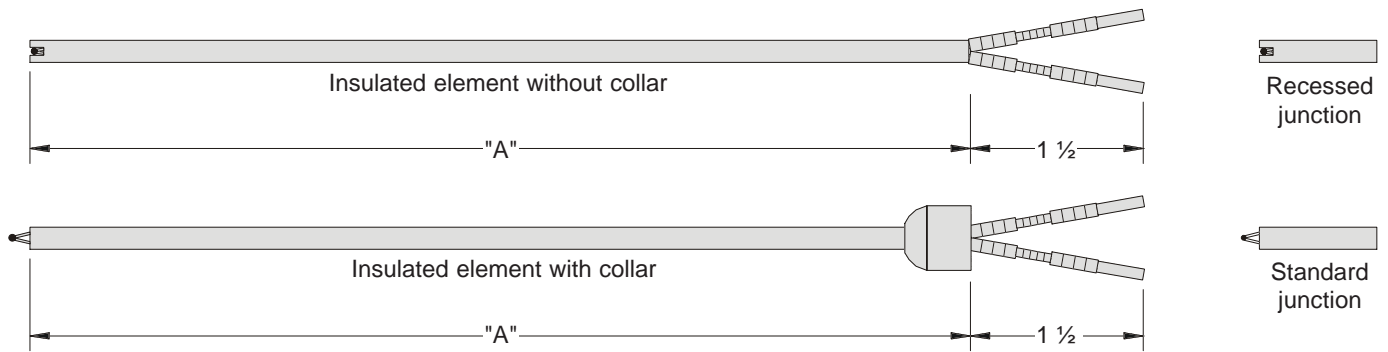 Insulated element without collar
Recessed
junction
"A"
1 ½
Insulated element with collar
Standard
junction
"A"
1 ½